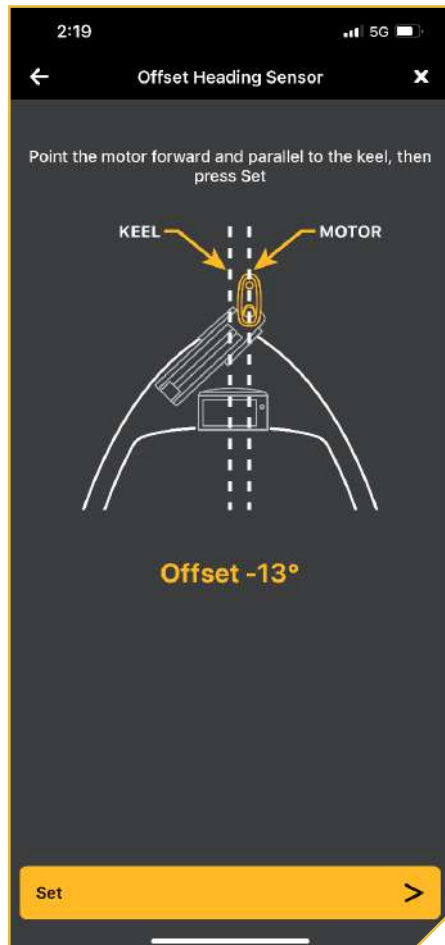 2:19 5G
Offset Heading Sensor
Point the motor forward and parallel to the keel, then
press Set
KEEL MOTOR
Offset -13°
Set